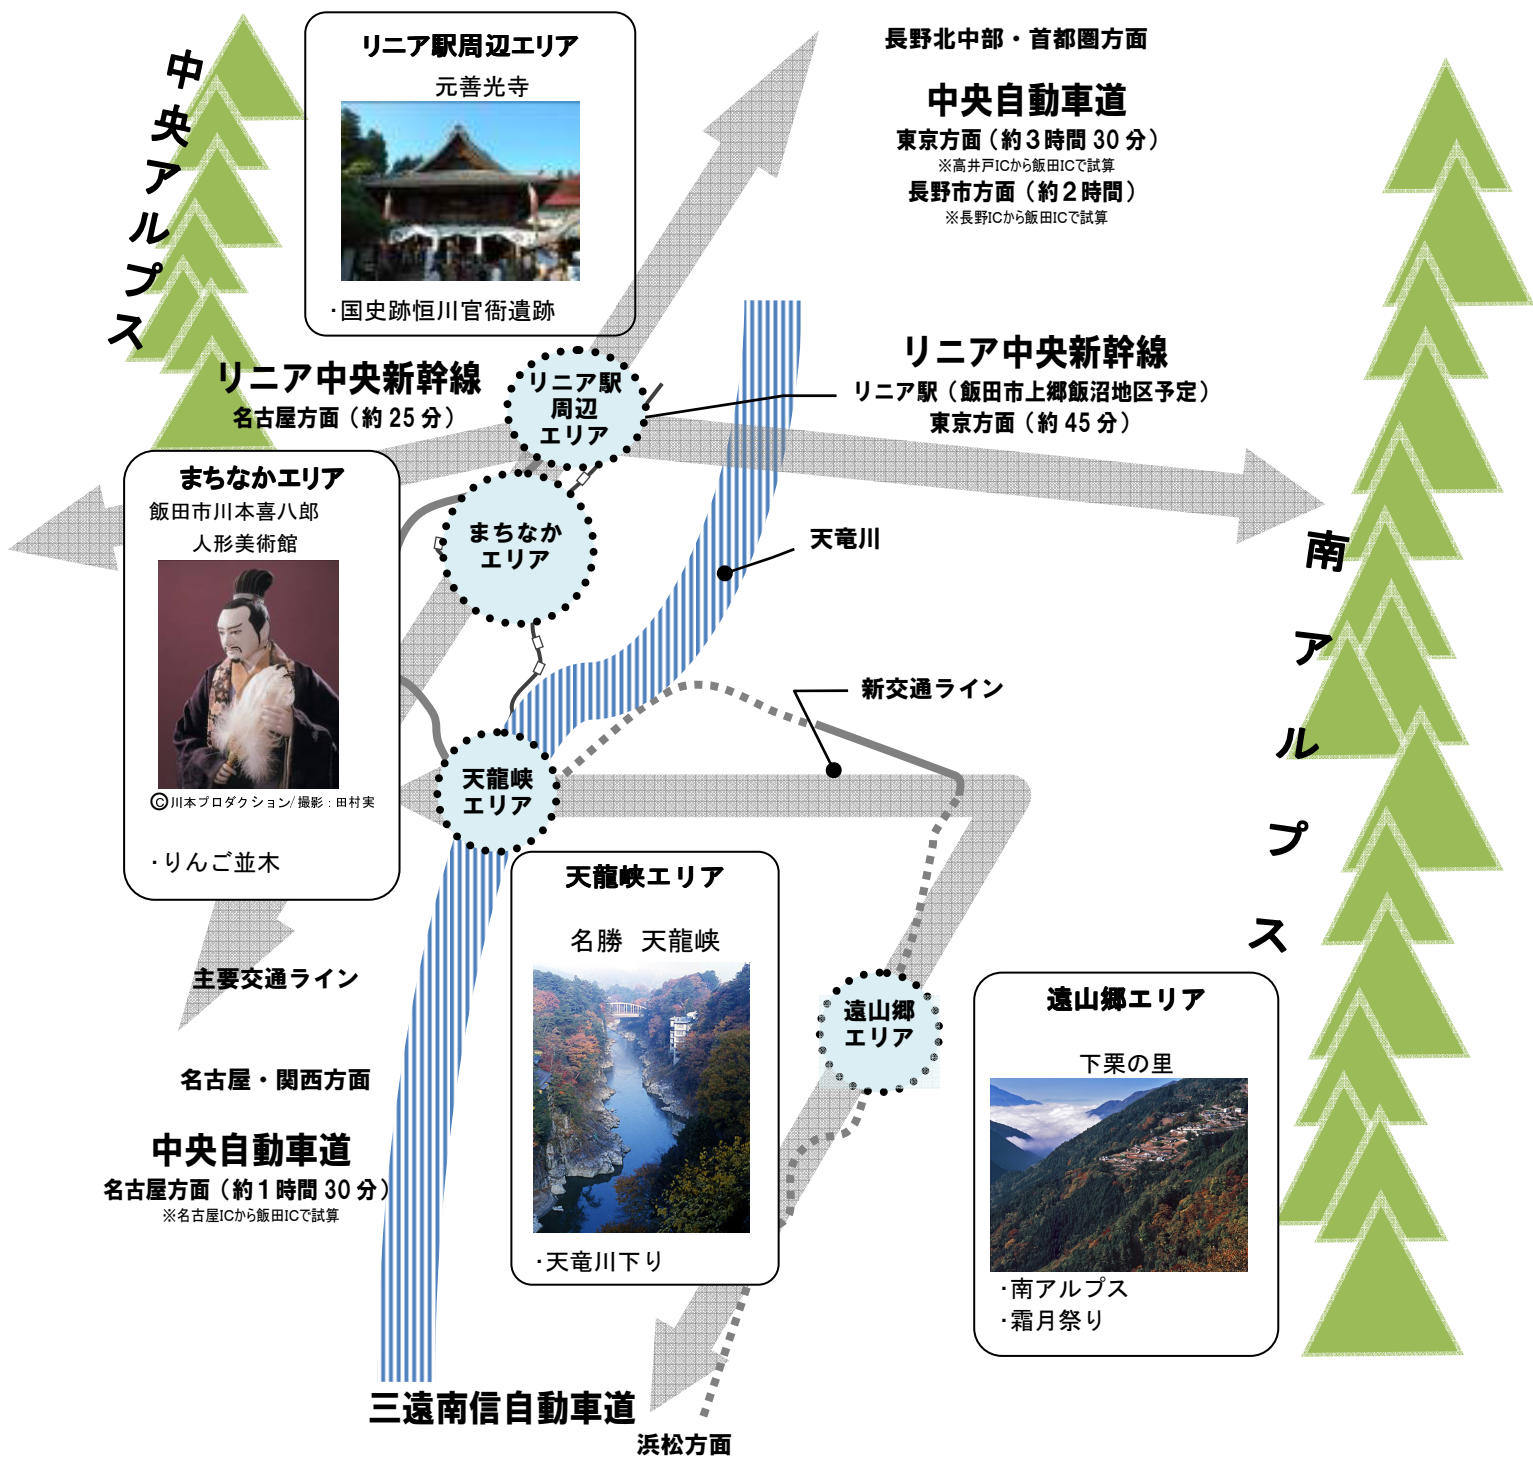 中央アルプス
リニア駅周辺エリア
元善光寺
・国史跡恒川官衙遺跡
長野北中部・首都圏方面
中央自動車道
東京方面（約３時間 30 分）
※高井戸ICから飯田ICで試算
長野市方面（約２時間）
※長野ICから飯田ICで試算
リニア中央新幹線
名古屋方面（約 25 分）
リニア駅
周辺
エリア
リニア中央新幹線
リニア駅（飯田市上郷飯沼地区予定）
東京方面（約 45 分）
まちなかエリア
飯田市川本喜八郎
人形美術館
©川本プロダクション/撮影：田村実
・りんご並木
まちなか
エリア
天竜川
南アルプス
新交通ライン
天龍峡
エリア
天龍峡エリア
名勝　天龍峡
・天竜川下り
遠山郷
エリア
遠山郷エリア
下栗の里
・南アルプス
・霜月祭り
主要交通ライン
名古屋・関西方面
中央自動車道
名古屋方面（約１時間 30 分）
※名古屋ICから飯田ICで試算
三遠南信自動車道
浜松方面